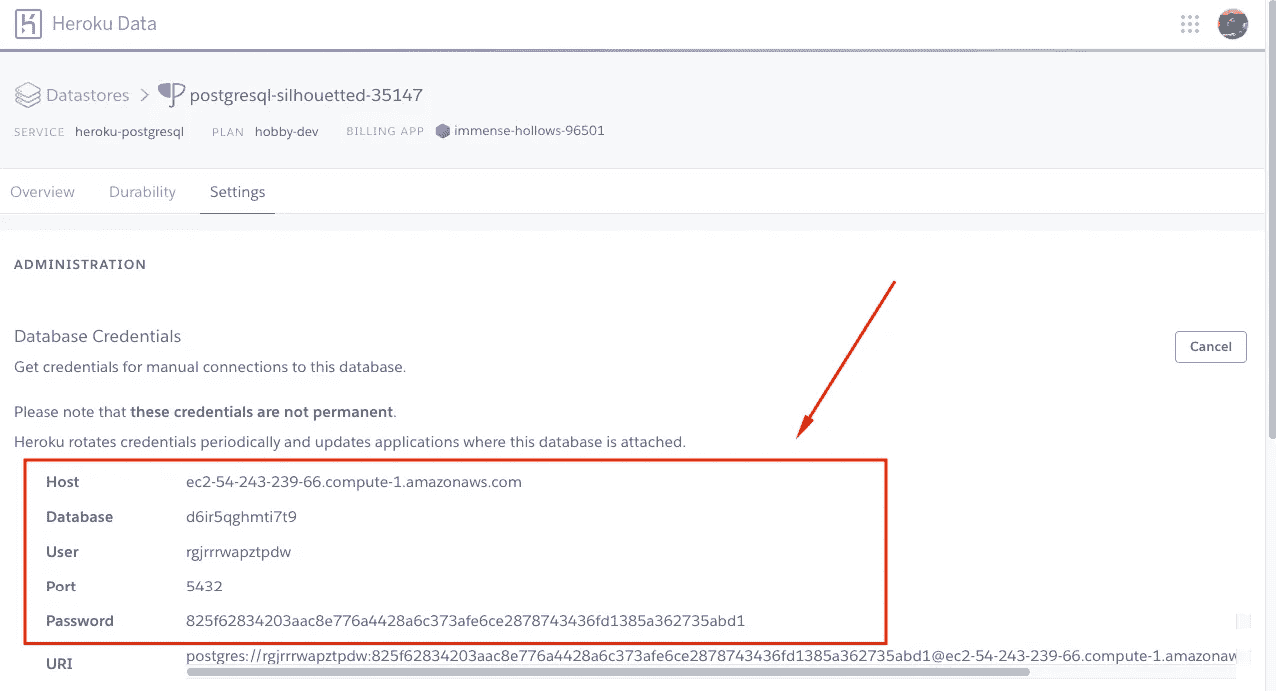 Heroku Data
Datastores > postgresql-silhouetted-35147
SERVICE heroku-postgresql PLAN hobby-dev BILLING APP immense-hollows-96501
Overview Durability Settings
ADMINISTRATION
Database Credentials
Cancel
Get credentials for manual connections to this database.
Please note that these credentials are not permanent.
Heroku rotates credentials periodically and updates applications where this database is attached.
Host ec2-54-243-239-66.compute-1.amazonaws.com
Database d6ir5qghmti7t9
User rgjrrrwapztpdw
Port 5432
Password 825f62834203aac8e776a4428a6c373afe6ce2878743436fd1385a362735abd1
URI postgres://rgjrrrwapztpdw:825f62834203aac8e776a4428a6c373afe6ce2878743436fd1385a362735abd1@ec2-54-243-239-66.compute-1.amazonaw